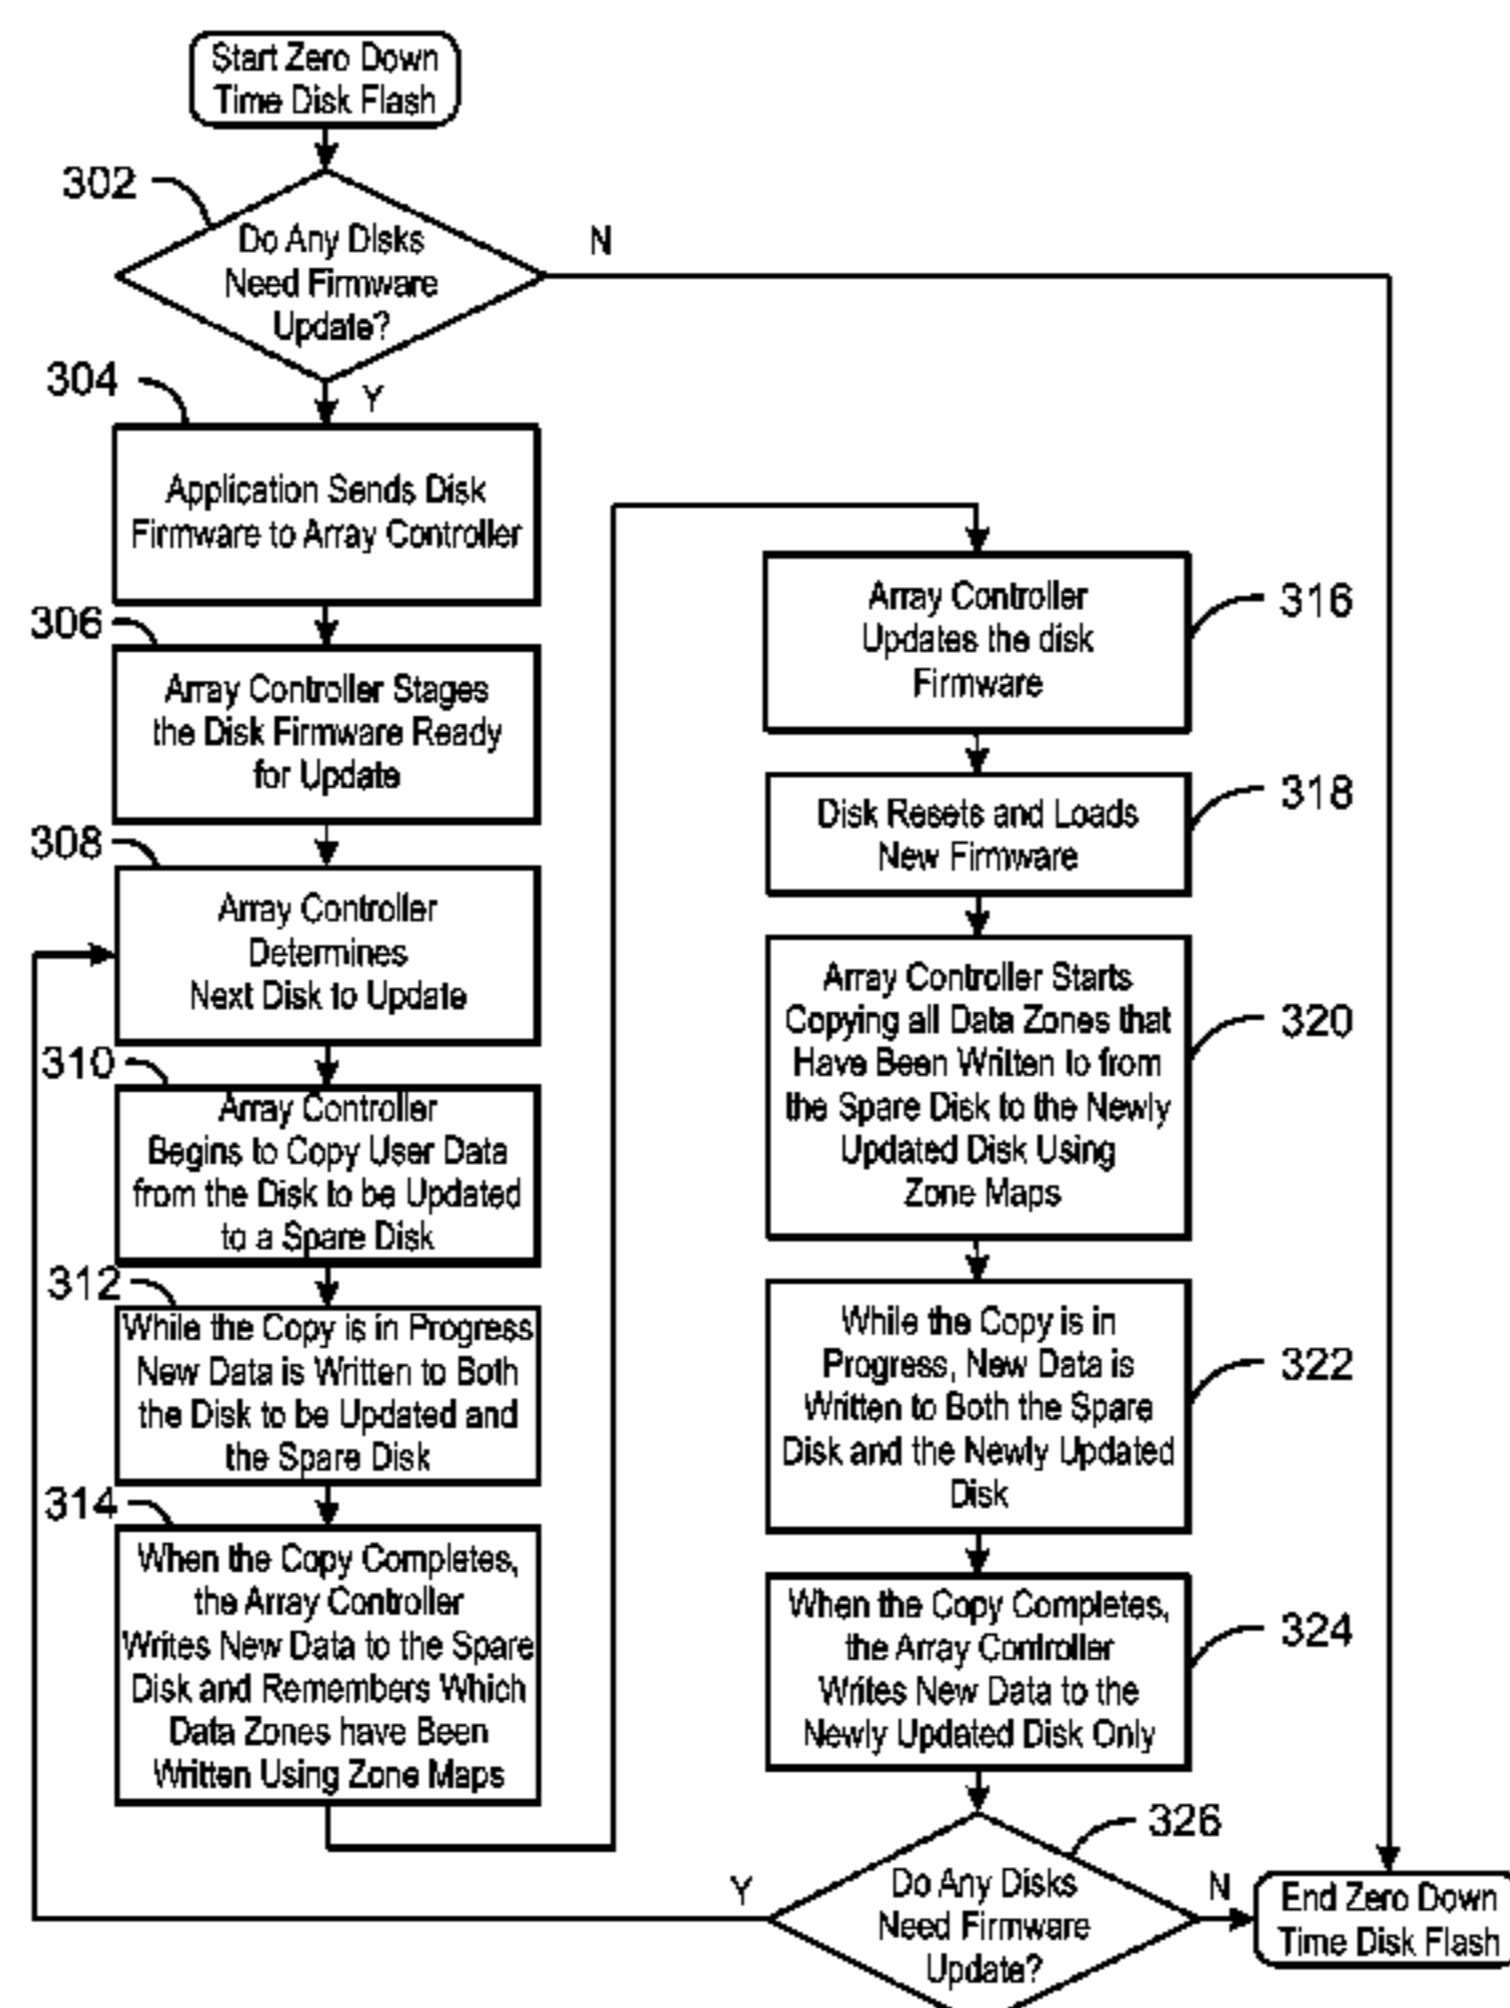 Start Zero Down
Time Disk Flash
302
Do Any Disks
Need Firmware
Update?
N
Y
304
Application Sends Disk
Firmware to Array Controller
306
Array Controller Stages
the Disk Firmware Ready
for Update
308
Array Controller
Determines
Next Disk to Update
310
Array Controller
Begins to Copy User Data
from the Disk to be Updated
to a Spare Disk
312
While the Copy is in Progress
New Data is Written to Both
the Disk to be Updated and
the Spare Disk
314
When the Copy Completes,
the Array Controller
Writes New Data to the Spare
Disk and Remembers Which
Data Zones have Been
Written Using Zone Maps
316
Array Controller
Updates the disk
Firmware
318
Disk Resets and Loads
New Firmware
320
Array Controller Starts
Copying all Data Zones that
Have Been Written to from
the Spare Disk to the Newly
Updated Disk Using
Zone Maps
322
While the Copy is in
Progress, New Data is
Written to Both the Spare
Disk and the Newly Updated
Disk
324
When the Copy Completes,
the Array Controller
Writes New Data to the
Newly Updated Disk Only
326
Do Any Disks
Need Firmware
Update?
Y
N
End Zero Down
Time Disk Flash